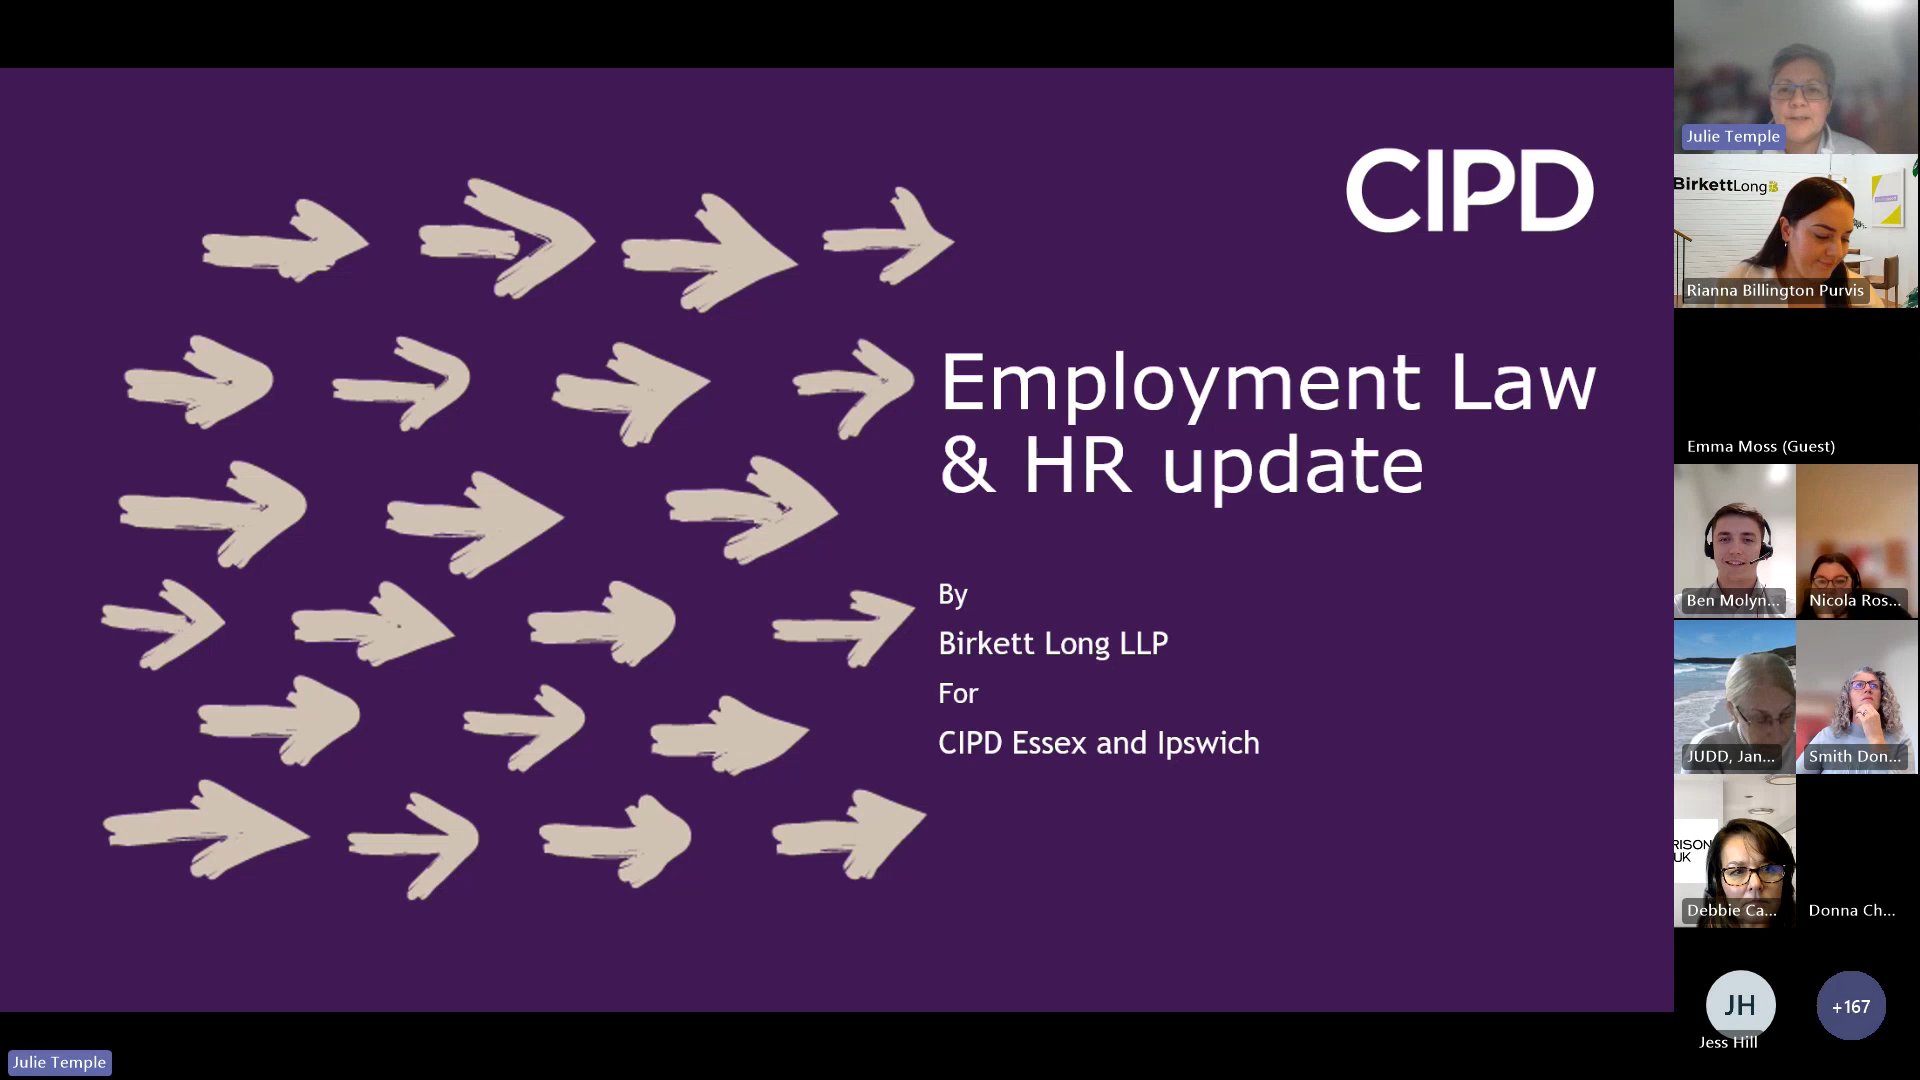 CIPD
Employment Law
& HR update
By
Birkett Long LLP
For
CIPD Essex and Ipswich
Julie Temple
Julie Temple
BirkettLong
Rianna Billington Purvis
Emma Moss (Guest)
Ben Molyn...
Nicola Ros...
JUDD, Jan...
Smith Don...
RISON
UK
Debbie Ca...
Donna Ch...
JH
Jess Hill
+167